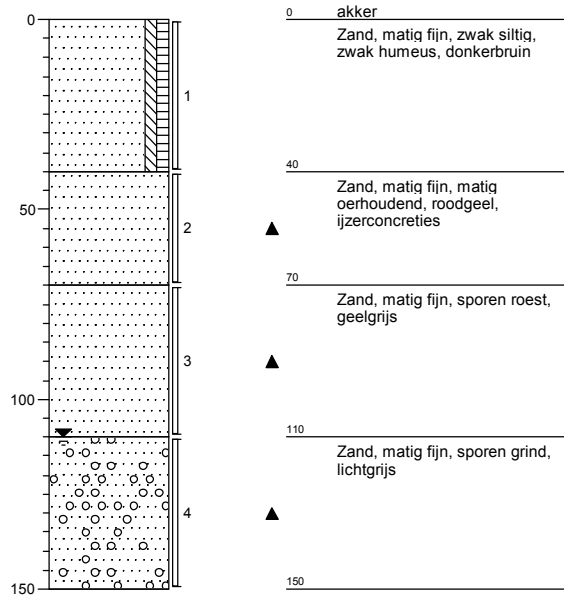 0
50
100
150
1
2
3
4
0
akker
Zand, matig fijn, zwak siltig,
zwak humeus, donkerbruin
40
Zand, matig fijn, matig
oerhoudend, roodgeel,
ijzerconcreties
70
Zand, matig fijn, sporen roest,
geelgrijs
110
Zand, matig fijn, sporen grind,
lichtgrijs
150